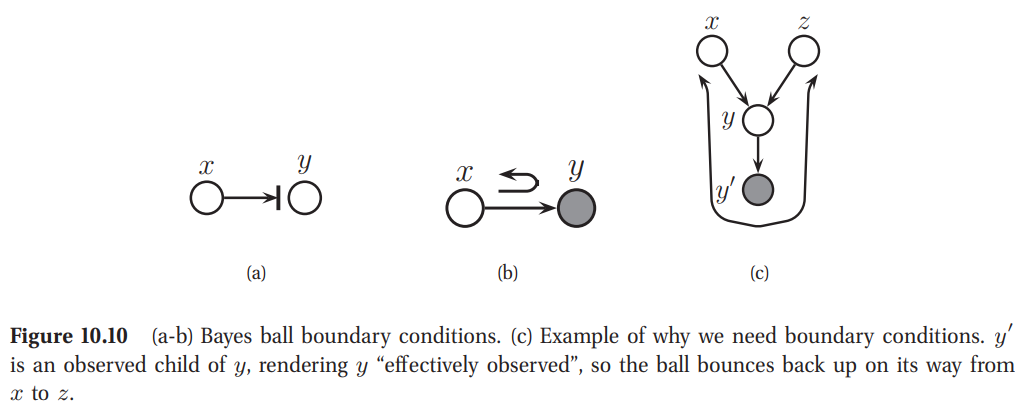 x z
y
x y x y
y′
(a) (b) (c)
Figure 10.10 (a-b) Bayes ball boundary conditions. (c) Example of why we need boundary conditions. y′
is an observed child of y, rendering y “effectively observed”, so the ball bounces back up on its way from
x to z.